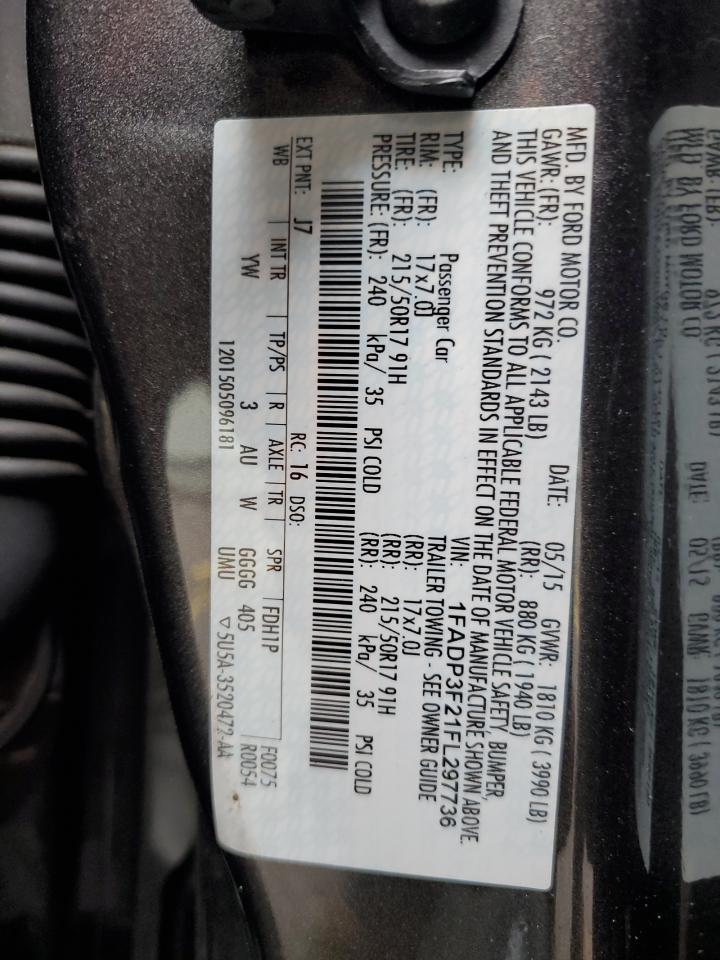 MFD. BY FORD MOTOR CO.
DATE: 05/15 GVWR: 1810 KG ( 3990 LB)
GAWR: (FR): 972 KG ( 2143 LB) (RR): 880 KG ( 1940 LB)
THIS VEHICLE CONFORMS TO ALL APPLICABLE FEDERAL MOTOR VEHICLE SAFETY, BUMPER,
AND THEFT PREVENTION STANDARDS IN EFFECT ON THE DATE OF MANUFACTURE SHOWN ABOVE.
VIN: 1FADP3F21FL297736
TYPE: Passenger Car TRAILER TOWING - SEE OWNER GUIDE
RIM: (FR): 17x7.0J (RR): 17x7.0J
TIRE: (FR): 215/50R17 91H (RR): 215/50R17 91H
PRESSURE: (FR): 240 kPa/ 35 PSI COLD (RR): 240 kPa/ 35 PSI COLD
EXT PNT: J7 RC: 16 DSO: FDH1P F0075
WB INT TR TP/PS R AXLE TR SPR R0054
YW 3 AU W GGGG 405
UMU
1201505096181 ▽5U5A-3520472-AA